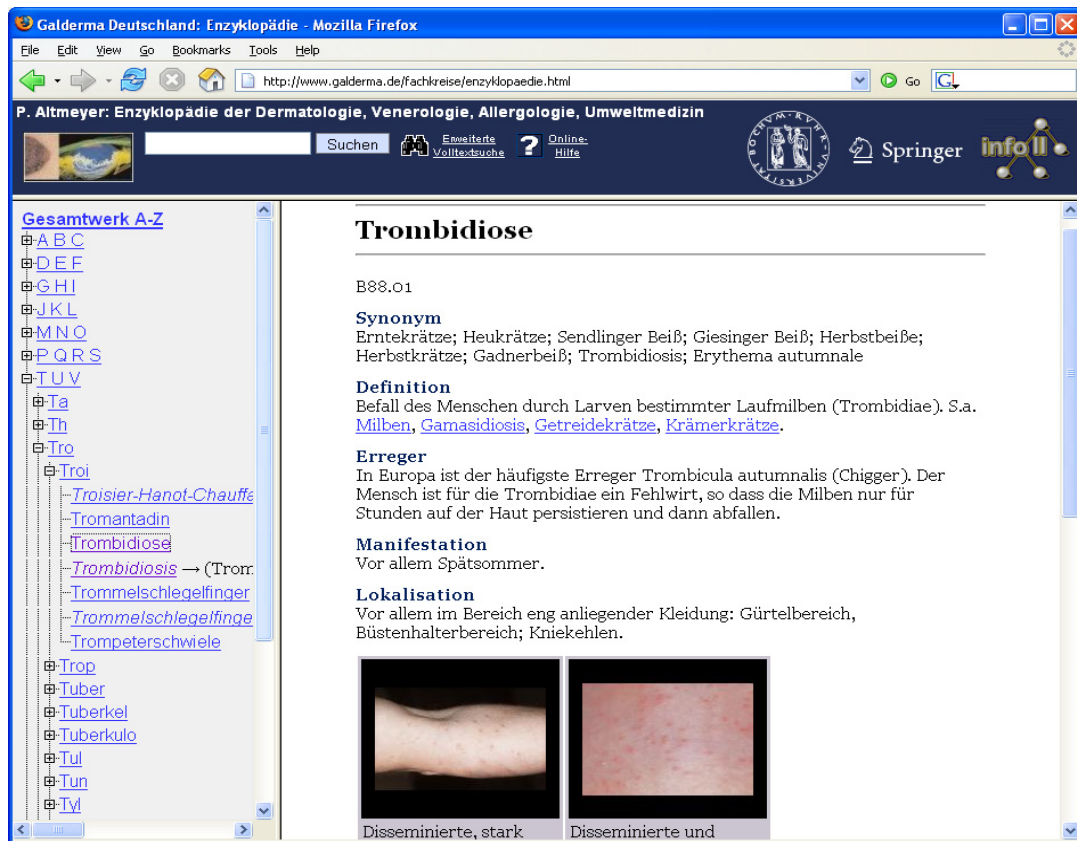 Galderma Deutschland: Enzyklopädie - Mozilla Firefox
File Edit View Go Bookmarks Tools Help
http://www.galderma.de/fachkreise/enzyklopaedie.html Go G
P. Altmeyer: Enzyklopädie der Dermatologie, Venerologie, Allergologie, Umweltmedizin
Suchen Erweiterte Volltextsuche ? Online-Hilfe
Springer info II
Gesamtwerk A-Z
A B C
D E F
G H I
J K L
M N O
P Q R S
T U V
Ta
Th
Tro
Troi
Troisier-Hanot-Chauffe
Tromantadin
Trombidiose
Trombidiosis → (Trom
Trommelschlegelfinger
Trommelschlegelfinge
Trompeterschwiele
Trop
Tuber
Tuberkel
Tuberkulo
Tul
Tun
Tyl
Trombidiose
B88.01
Synonym
Erntekrätze; Heukrätze; Sendlinger Beiß; Giesinger Beiß; Herbstbeiße;
Herbstkrätze; Gadnerbeiß; Trombidiosis; Erythema autumnale
Definition
Befall des Menschen durch Larven bestimmter Laufmilben (Trombidiae). S.a.
Milben, Gamasidiosis, Getreidekrätze, Krämerkrätze.
Erreger
In Europa ist der häufigste Erreger Trombicula autumnalis (Chigger). Der
Mensch ist für die Trombidiae ein Fehlwirt, so dass die Milben nur für
Stunden auf der Haut persistieren und dann abfallen.
Manifestation
Vor allem Spätsommer.
Lokalisation
Vor allem im Bereich eng anliegender Kleidung: Gürtelbereich,
Büstenhalterbereich; Kniekehlen.
Disseminierte, stark
Disseminierte und